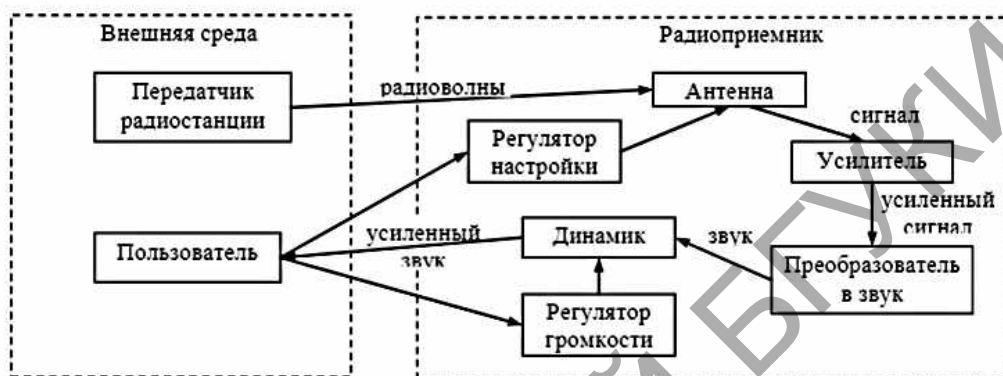 Внешняя среда
Радиоприемник
Передатчик
радиостанции
радиоволны
Антенна
сигнал
Регулятор
настройки
Усилитель
усиленный
сигнал
Пользователь
усиленный
звук
Динамик
звук
Преобразователь
в звук
Регулятор
громкости
БГУКИ